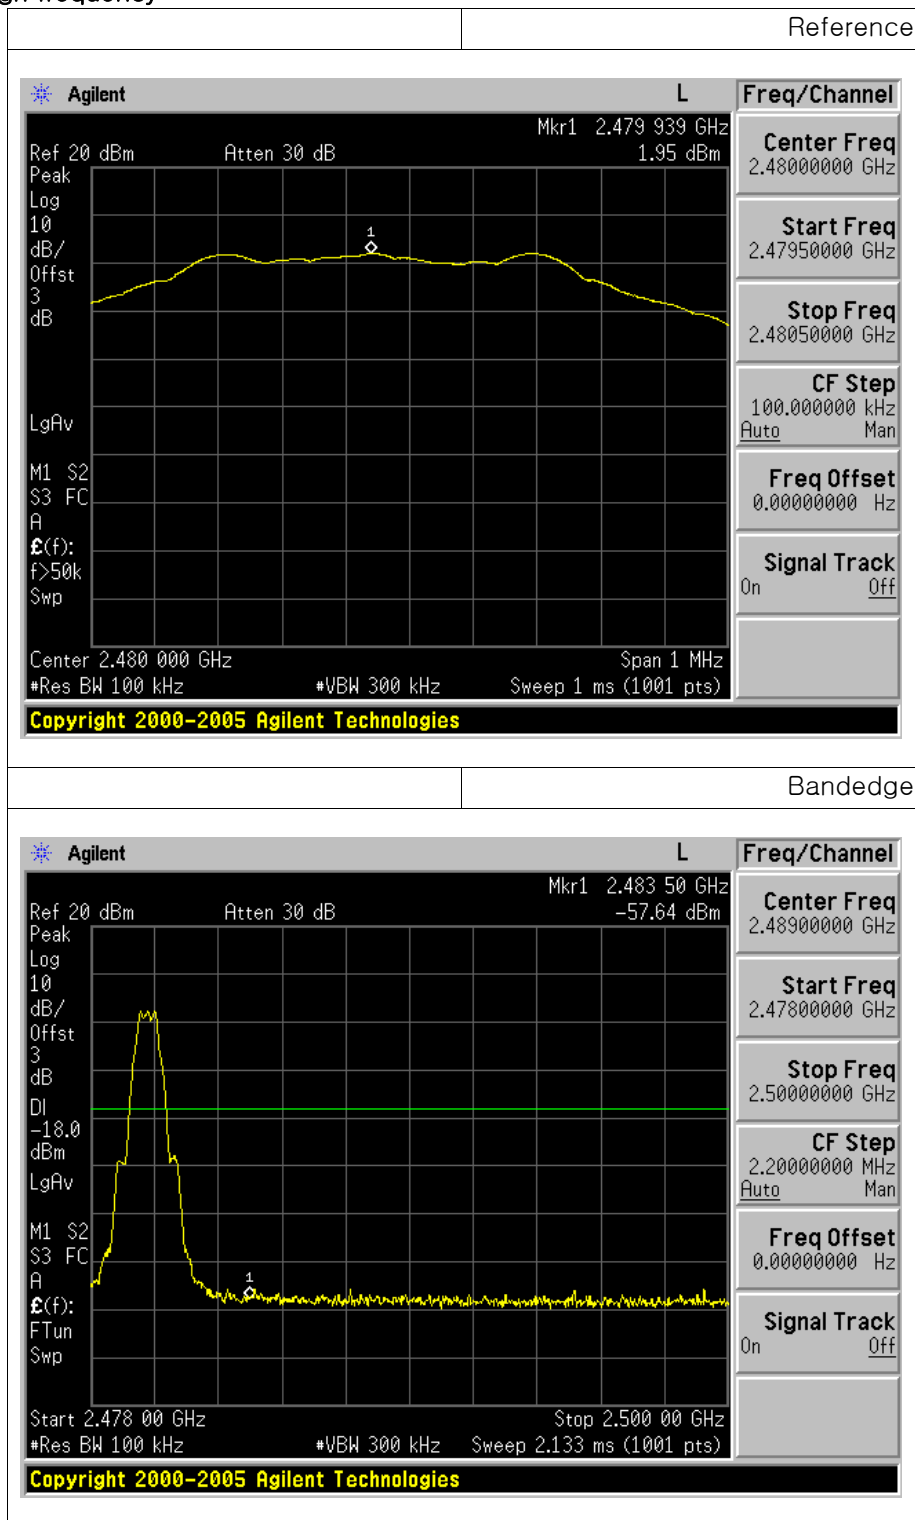 gh frequency
Reference
Agilent L Freq/Channel
Mkr1 2.479 939 GHz
Ref 20 dBm Atten 30 dB 1.95 dBm
Peak
Log
10
dB/
Offst
3
dB
LgAv
M1 S2
S3 FC
A
£(f):
f>50k
Swp
1
Center 2.480 000 GHz Span 1 MHz
#Res BW 100 kHz #VBW 300 kHz Sweep 1 ms (1001 pts)
Copyright 2000-2005 Agilent Technologies
Center Freq
2.48000000 GHz
Start Freq
2.47950000 GHz
Stop Freq
2.48050000 GHz
CF Step
100.000000 kHz
Auto Man
Freq Offset
0.00000000 Hz
Signal Track
On Off
Bandedge
Agilent L Freq/Channel
Mkr1 2.483 50 GHz
Ref 20 dBm Atten 30 dB -57.64 dBm
Peak
Log
10
dB/
Offst
3
dB
DI
-18.0
dBm
LgAv
M1 S2
S3 FC
A
£(f):
FTun
Swp
1
Start 2.478 00 GHz Stop 2.500 00 GHz
#Res BW 100 kHz #VBW 300 kHz Sweep 2.133 ms (1001 pts)
Copyright 2000-2005 Agilent Technologies
Center Freq
2.48900000 GHz
Start Freq
2.47800000 GHz
Stop Freq
2.50000000 GHz
CF Step
2.20000000 MHz
Auto Man
Freq Offset
0.00000000 Hz
Signal Track
On Off